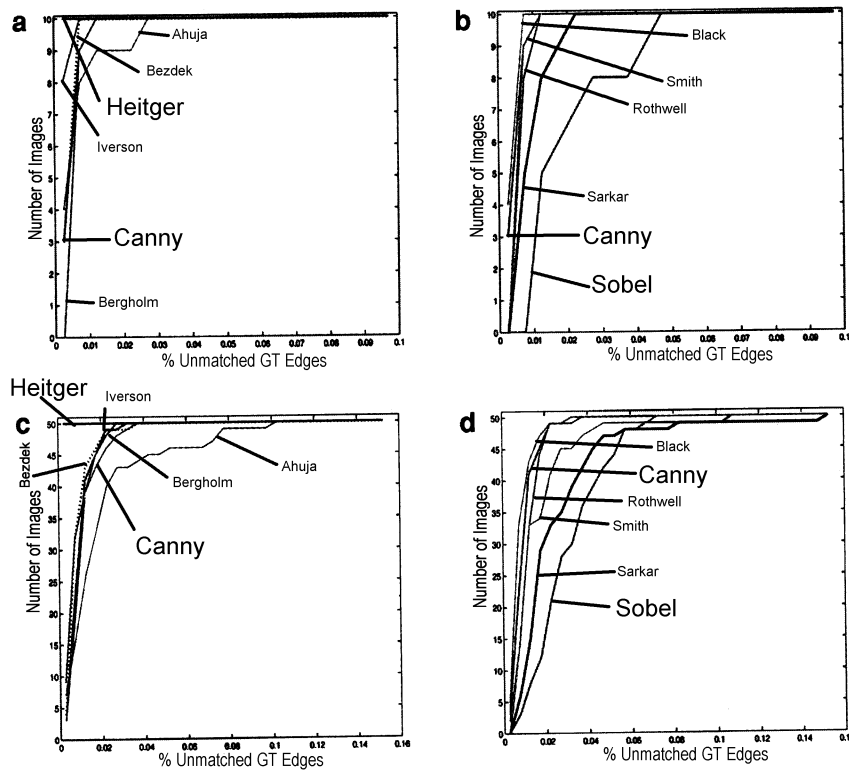 a
10
9
8
7
6
5
4
3
2
1
0
Number of Images
Ahuja
Bezdek
Heitger
Iverson
Canny
Bergholm
0 0.01 0.02 0.03 0.04 0.05 0.06 0.07 0.08 0.09 0.1
% Unmatched GT Edges
b
10
9
8
7
6
5
4
3
2
1
0
Number of Images
Black
Smith
Rothwell
Sarkar
Canny
Sobel
0 0.01 0.02 0.03 0.04 0.05 0.06 0.07 0.08 0.09 0.1
% Unmatched GT Edges
c
Heitger
Iverson
50
45
40
35
30
25
20
15
10
5
0
Number of Images
Bezdek
Ahuja
Bergholm
Canny
0 0.02 0.04 0.06 0.08 0.1 0.12 0.14 0.16
% Unmatched GT Edges
d
50
45
40
35
30
25
20
15
10
5
0
Number of Images
Black
Canny
Rothwell
Smith
Sarkar
Sobel
0 0.02 0.04 0.06 0.08 0.1 0.12 0.14 0.16
% Unmatched GT Edges